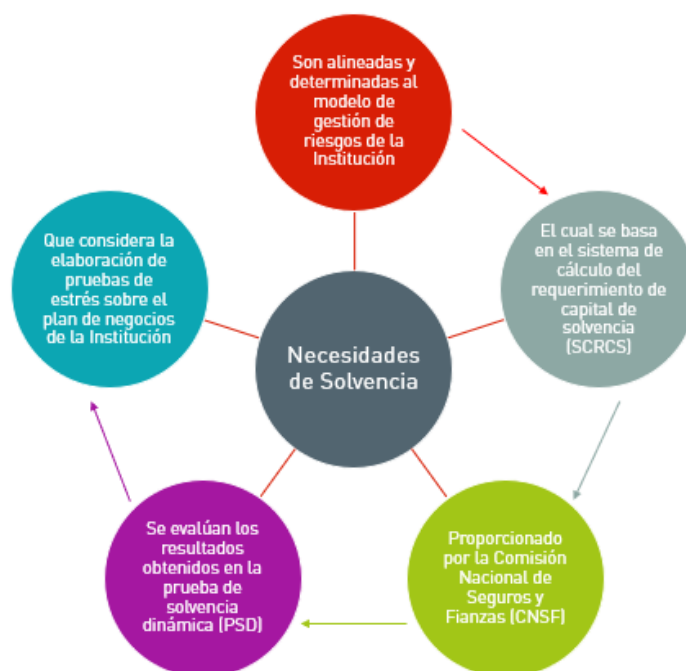 Son alineadas y
determinadas al
modelo de
gestión de
riesgos de la
Institución
El cual se basa
en el sistema de
cálculo del
requerimiento de
capital de
solvencia
(SCRCS)
Proporcionado
por la Comisión
Nacional de
Seguros y
Fianzas (CNSF)
Se evalúan los
resultados
obtenidos en la
prueba de
solvencia
dinámica (PSD)
Que considera la
elaboración de
pruebas de
estrés sobre el
plan de negocios
de la Institución
Necesidades
de Solvencia